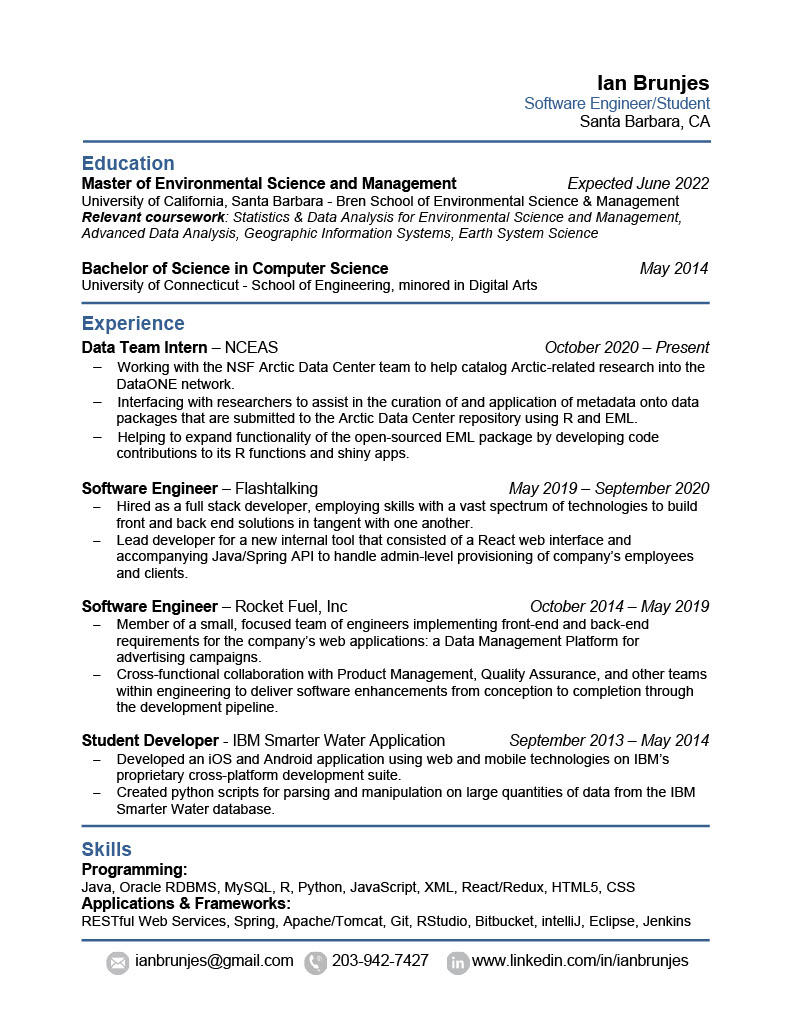 Ian Brunjes
Software Engineer/Student
Santa Barbara, CA
Education
Master of Environmental Science and Management Expected June 2022
University of California, Santa Barbara - Bren School of Environmental Science & Management
Relevant coursework: Statistics & Data Analysis for Environmental Science and Management,
Advanced Data Analysis, Geographic Information Systems, Earth System Science
Bachelor of Science in Computer Science May 2014
University of Connecticut - School of Engineering, minored in Digital Arts
Experience
Data Team Intern – NCEAS October 2020 – Present
– Working with the NSF Arctic Data Center team to help catalog Arctic-related research into the
DataONE network.
– Interfacing with researchers to assist in the curation of and application of metadata onto data
packages that are submitted to the Arctic Data Center repository using R and EML.
– Helping to expand functionality of the open-sourced EML package by developing code
contributions to its R functions and shiny apps.
Software Engineer – Flashtalking May 2019 – September 2020
– Hired as a full stack developer, employing skills with a vast spectrum of technologies to build
front and back end solutions in tangent with one another.
– Lead developer for a new internal tool that consisted of a React web interface and
accompanying Java/Spring API to handle admin-level provisioning of company's employees
and clients.
Software Engineer – Rocket Fuel, Inc October 2014 – May 2019
– Member of a small, focused team of engineers implementing front-end and back-end
requirements for the company's web applications: a Data Management Platform for
advertising campaigns.
– Cross-functional collaboration with Product Management, Quality Assurance, and other teams
within engineering to deliver software enhancements from conception to completion through
the development pipeline.
Student Developer - IBM Smarter Water Application September 2013 – May 2014
– Developed an iOS and Android application using web and mobile technologies on IBM's
proprietary cross-platform development suite.
– Created python scripts for parsing and manipulation on large quantities of data from the IBM
Smarter Water database.
Skills
Programming:
Java, Oracle RDBMS, MySQL, R, Python, JavaScript, XML, React/Redux, HTML5, CSS
Applications & Frameworks:
RESTful Web Services, Spring, Apache/Tomcat, Git, RStudio, Bitbucket, intelliJ, Eclipse, Jenkins
ianbrunjes@gmail.com 203-942-7427 in www.linkedin.com/in/ianbrunjes